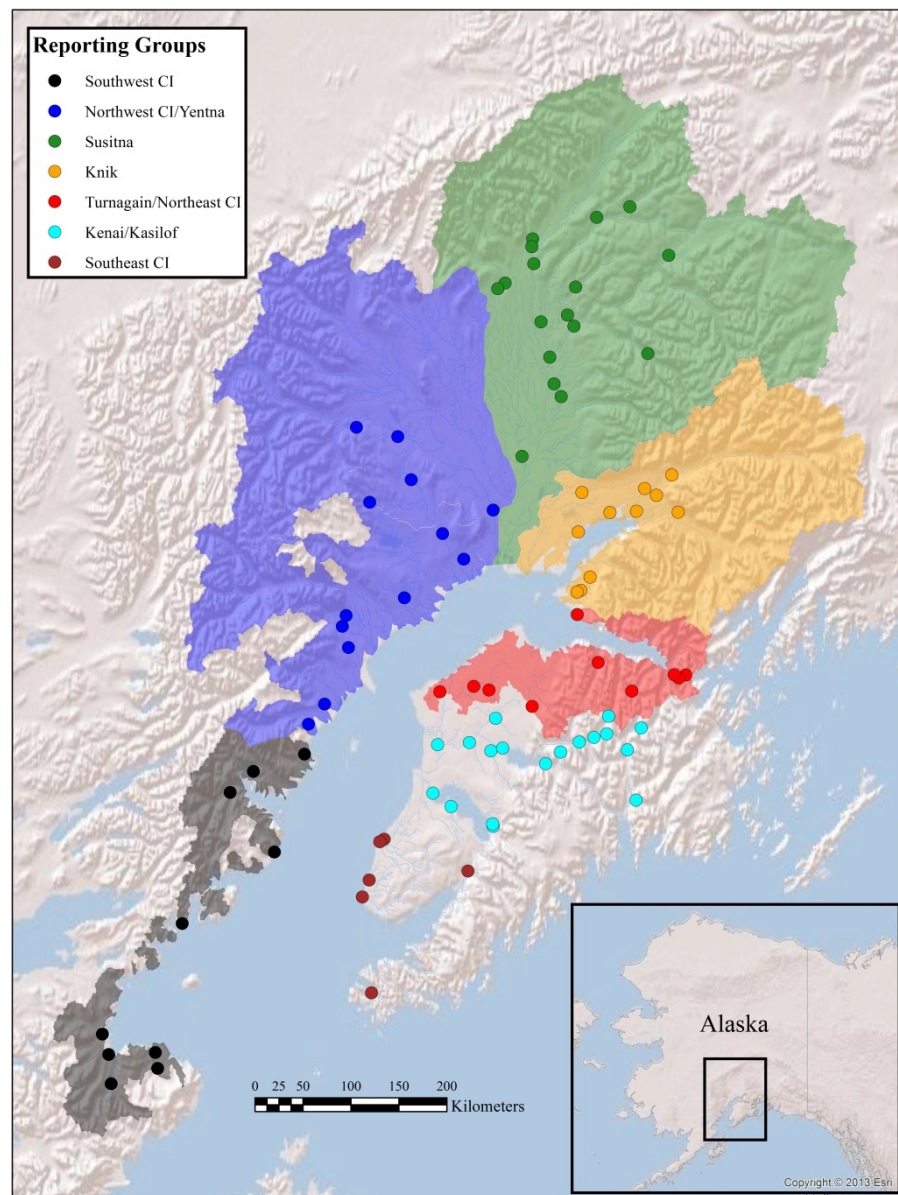 Reporting Groups
Southwest CI
Northwest CI/Yentna
Susitna
Knik
Turnagain/Northeast CI
Kenai/Kasilof
Southeast CI
Alaska
0 25 50 100 150 200
Kilometers
Copyright:© 2013 Esri